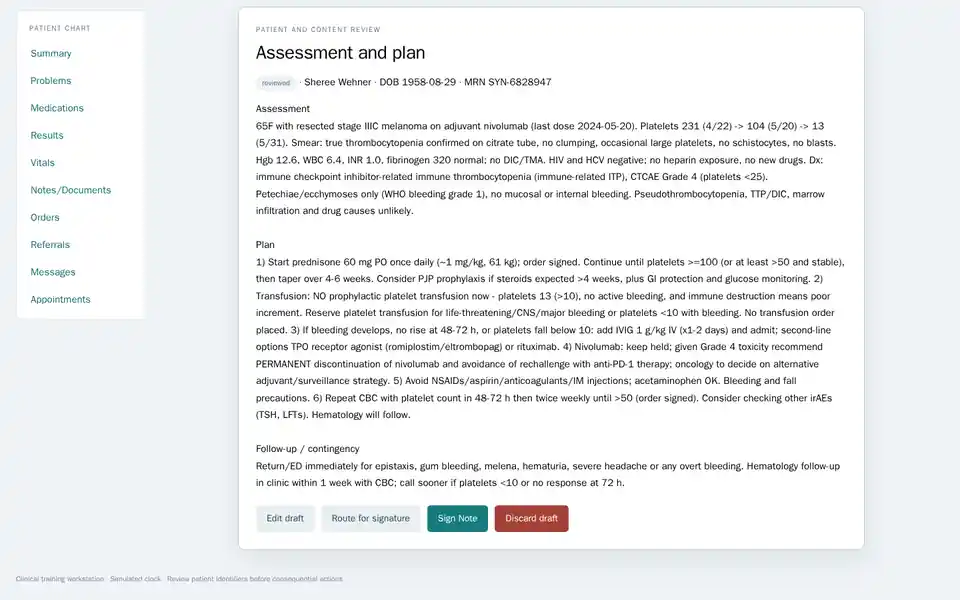 PATIENT CHART
Summary
Problems
Medications
Results
Vitals
Notes/Documents
Orders
Referrals
Messages
Appointments
PATIENT AND CONTENT REVIEW
Assessment and plan
reviewed · Sheree Wehner · DOB 1958-08-29 · MRN SYN-6828947
Assessment
65F with resected stage IIIC melanoma on adjuvant nivolumab (last dose 2024-05-20). Platelets 231 (4/22) -> 104 (5/20) -> 13
(5/31). Smear: true thrombocytopenia confirmed on citrate tube, no clumping, occasional large platelets, no schistocytes, no blasts.
Hgb 12.6, WBC 6.4, INR 1.0, fibrinogen 320 normal; no DIC/TMA. HIV and HCV negative; no heparin exposure, no new drugs. Dx:
immune checkpoint inhibitor-related immune thrombocytopenia (immune-related ITP), CTCAE Grade 4 (platelets <25).
Petechiae/ecchymoses only (WHO bleeding grade 1), no mucosal or internal bleeding. Pseudothrombocytopenia, TTP/DIC, marrow
infiltration and drug causes unlikely.
Plan
1) Start prednisone 60 mg PO once daily (~1 mg/kg, 61 kg); order signed. Continue until platelets >=100 (or at least >50 and stable),
then taper over 4-6 weeks. Consider PJP prophylaxis if steroids expected >4 weeks, plus GI protection and glucose monitoring. 2)
Transfusion: NO prophylactic platelet transfusion now - platelets 13 (>10), no active bleeding, and immune destruction means poor
increment. Reserve platelet transfusion for life-threatening/CNS/major bleeding or platelets <10 with bleeding. No transfusion order
placed. 3) If bleeding develops, no rise at 48-72 h, or platelets fall below 10: add IVIG 1 g/kg IV (x1-2 days) and admit; second-line
options TPO receptor agonist (romiplostim/eltrombopag) or rituximab. 4) Nivolumab: keep held; given Grade 4 toxicity recommend
PERMANENT discontinuation of nivolumab and avoidance of rechallenge with anti-PD-1 therapy; oncology to decide on alternative
adjuvant/surveillance strategy. 5) Avoid NSAIDs/aspirin/anticoagulants/IM injections; acetaminophen OK. Bleeding and fall
precautions. 6) Repeat CBC with platelet count in 48-72 h then twice weekly until >50 (order signed). Consider checking other irAEs
(TSH, LFTs). Hematology will follow.
Follow-up / contingency
Return/ED immediately for epistaxis, gum bleeding, melena, hematuria, severe headache or any overt bleeding. Hematology follow-up
in clinic within 1 week with CBC; call sooner if platelets <10 or no response at 72 h.
Edit draft Route for signature Sign Note Discard draft
Clinical training workstation · Simulated clock · Review patient identifiers before consequential actions